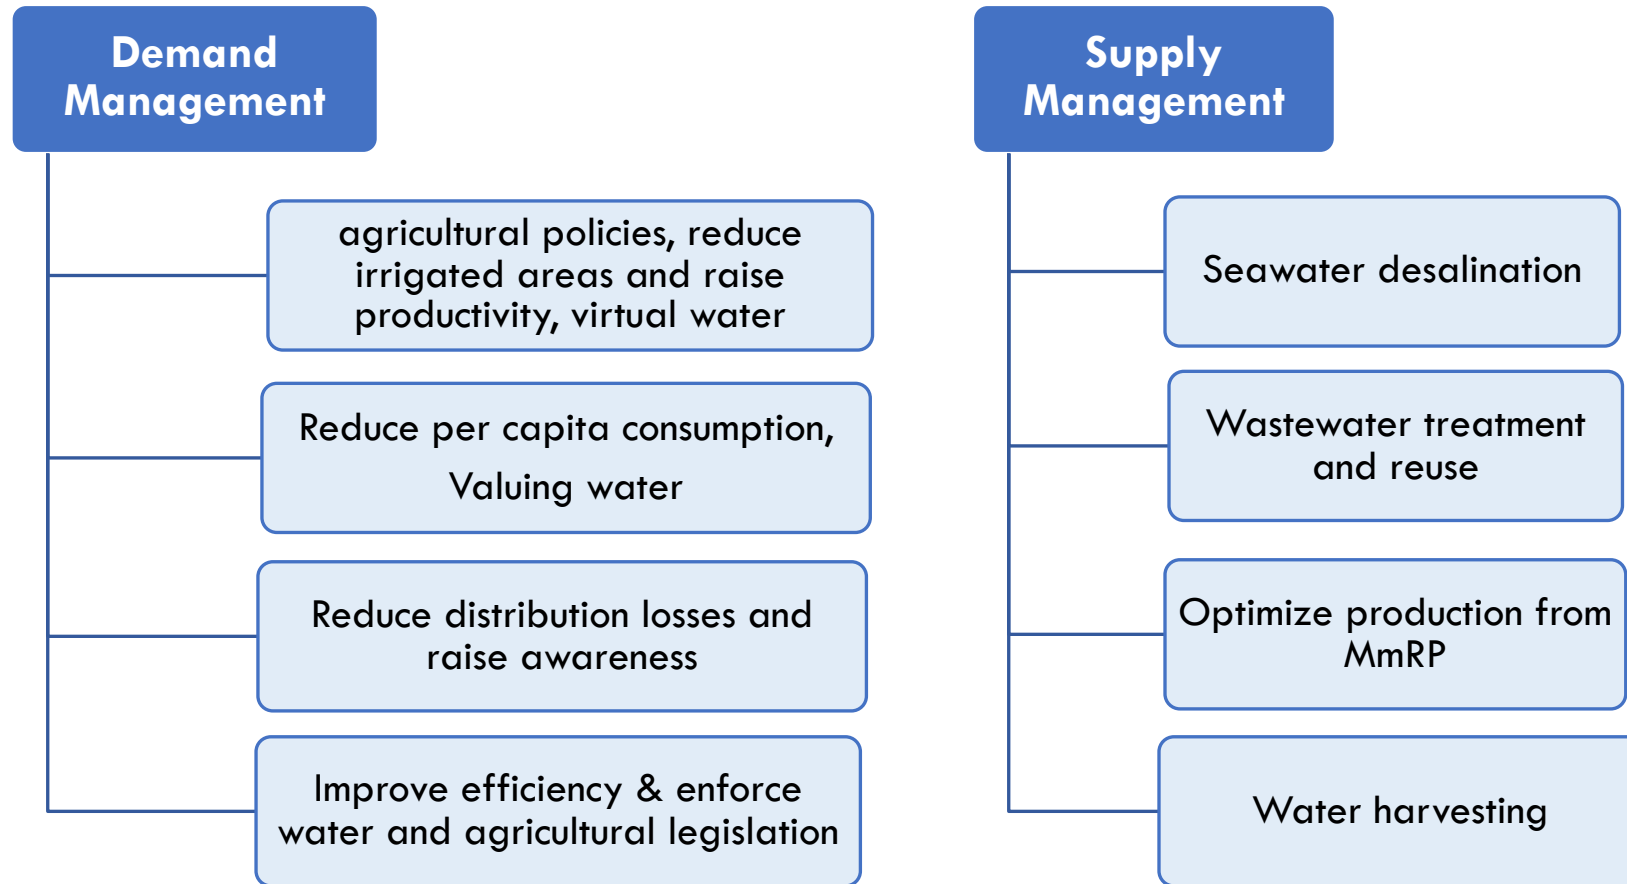 Demand
Management
agricultural policies, reduce
irrigated areas and raise
productivity, virtual water
Reduce per capita consumption,
Valuing water
Reduce distribution losses and
raise awareness
Improve efficiency & enforce
water and agricultural legislation
Supply
Management
Seawater desalination
Wastewater treatment
and reuse
Optimize production from
MmRP
Water harvesting